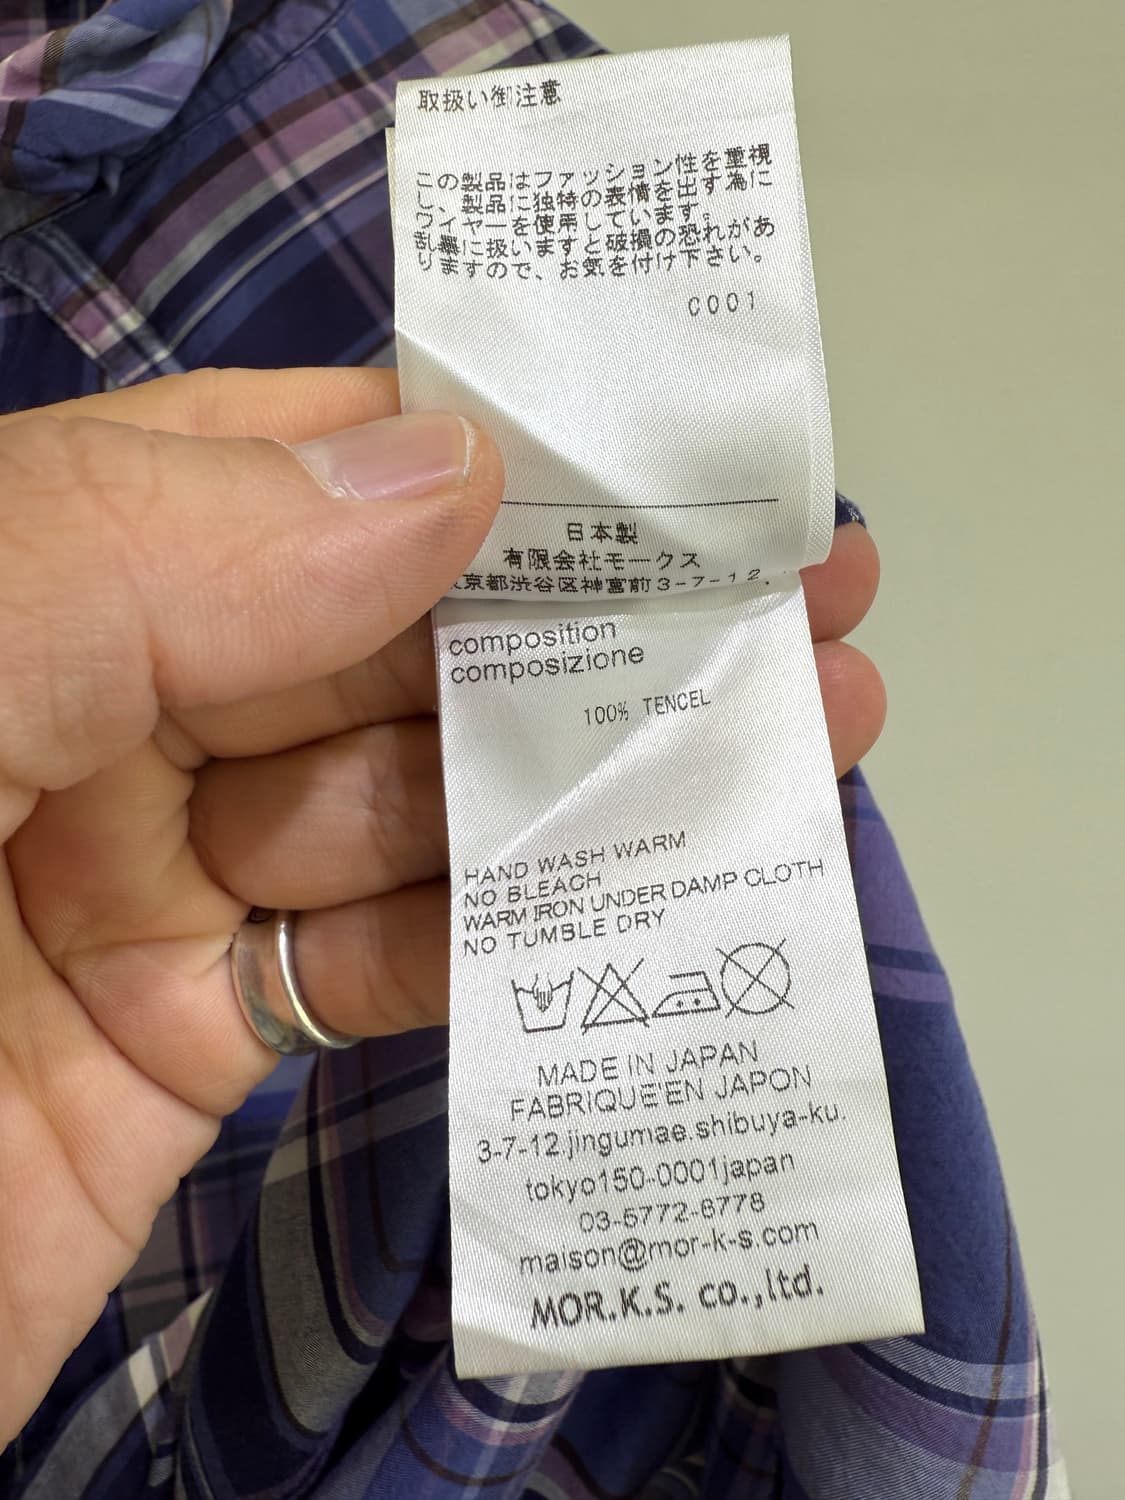 取扱い御注意
この製品はファッション性を重視
し、製品に独特の表情を出す為に
ワイヤーを使用しています。
乱暴に扱いますと破損の恐れがあ
りますので、お気を付け下さい。
C001
日本製
有限会社モークス
京都渋谷区神宮前3-7-12.
composition
composizione
100% TENCEL
HAND WASH WARM
NO BLEACH
WARM IRON UNDER DAMP CLOTH
NO TUMBLE DRY
MADE IN JAPAN
FABRIQUE'EN JAPON
3-7-12.jingumae.shibuya-ku.
tokyo150-0001japan
03-5772-6778
maison@mor-k-s.com
MOR.K.S. co.,ltd.